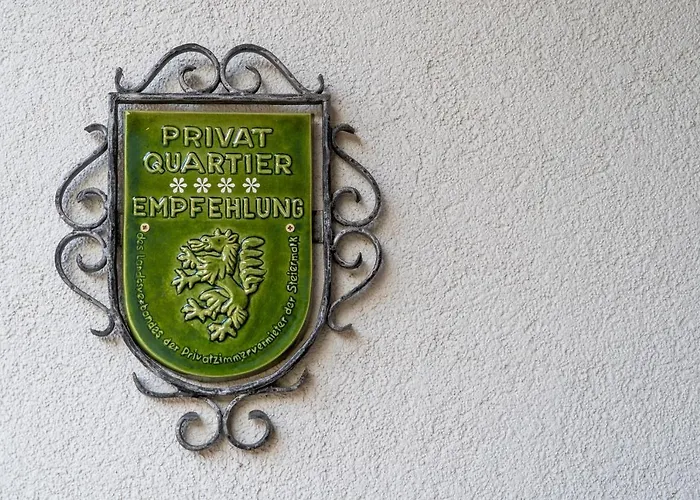 PRIVAT
QUARTIER
****
EMPFEHLUNG
des Landesverbandes der Privatzimmervermieter der Steiermark